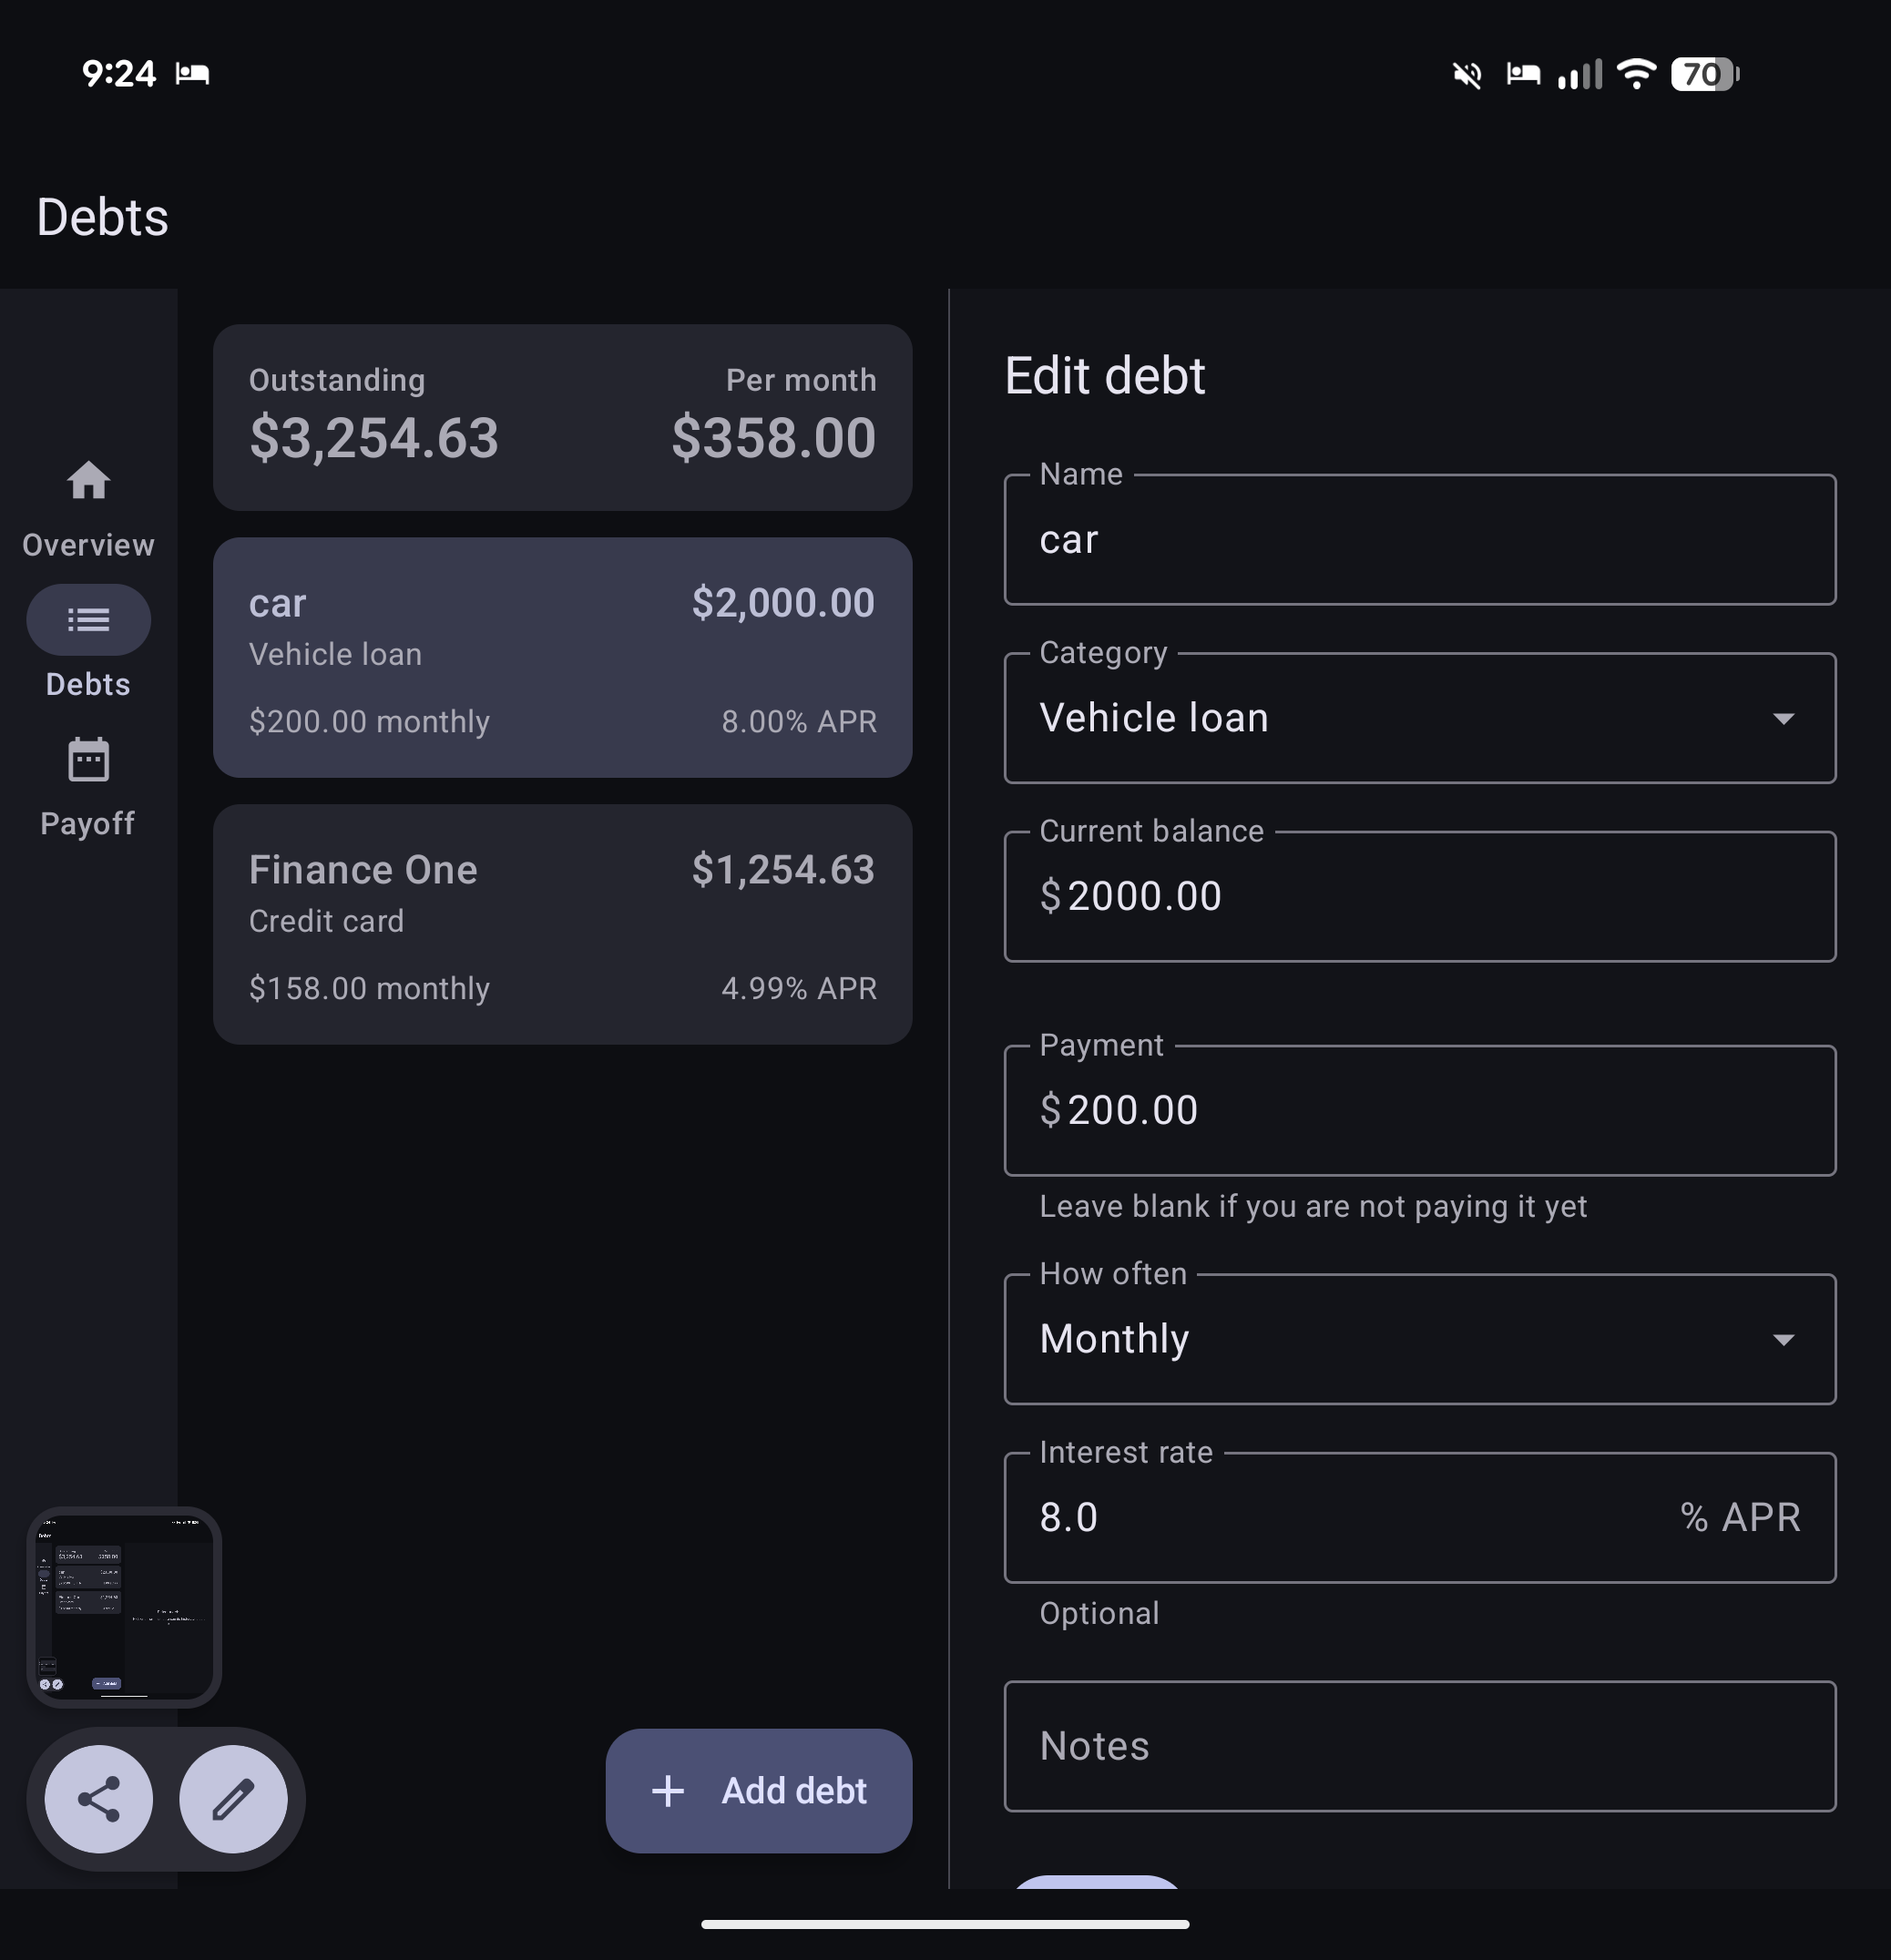 9:24
70
Debts
Overview
Debts
Payoff
Outstanding Per month
$3,254.63 $358.00
car $2,000.00
Vehicle loan
$200.00 monthly 8.00% APR
Finance One $1,254.63
Credit card
$158.00 monthly 4.99% APR
+ Add debt
Edit debt
Name
car
Category
Vehicle loan
Current balance
$ 2000.00
Payment
$ 200.00
Leave blank if you are not paying it yet
How often
Monthly
Interest rate
8.0 % APR
Optional
Notes